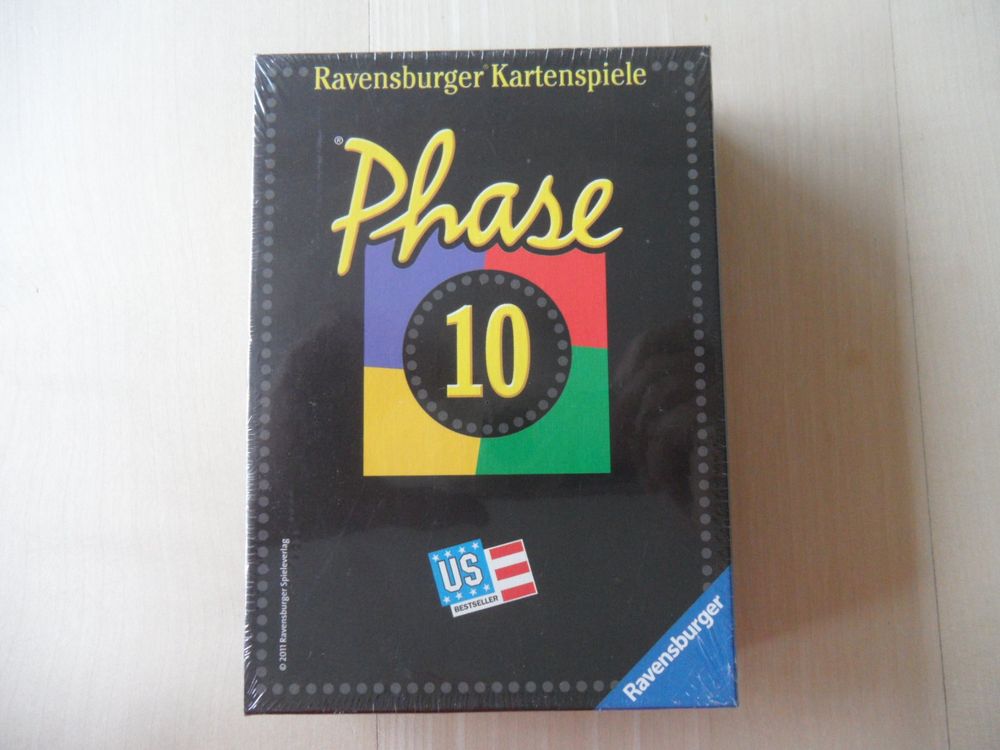 Ravensburger® Kartenspiele
® Phase
10
US
BESTSELLER
© 2011 Ravensburger Spieleverlag
Ravensburger